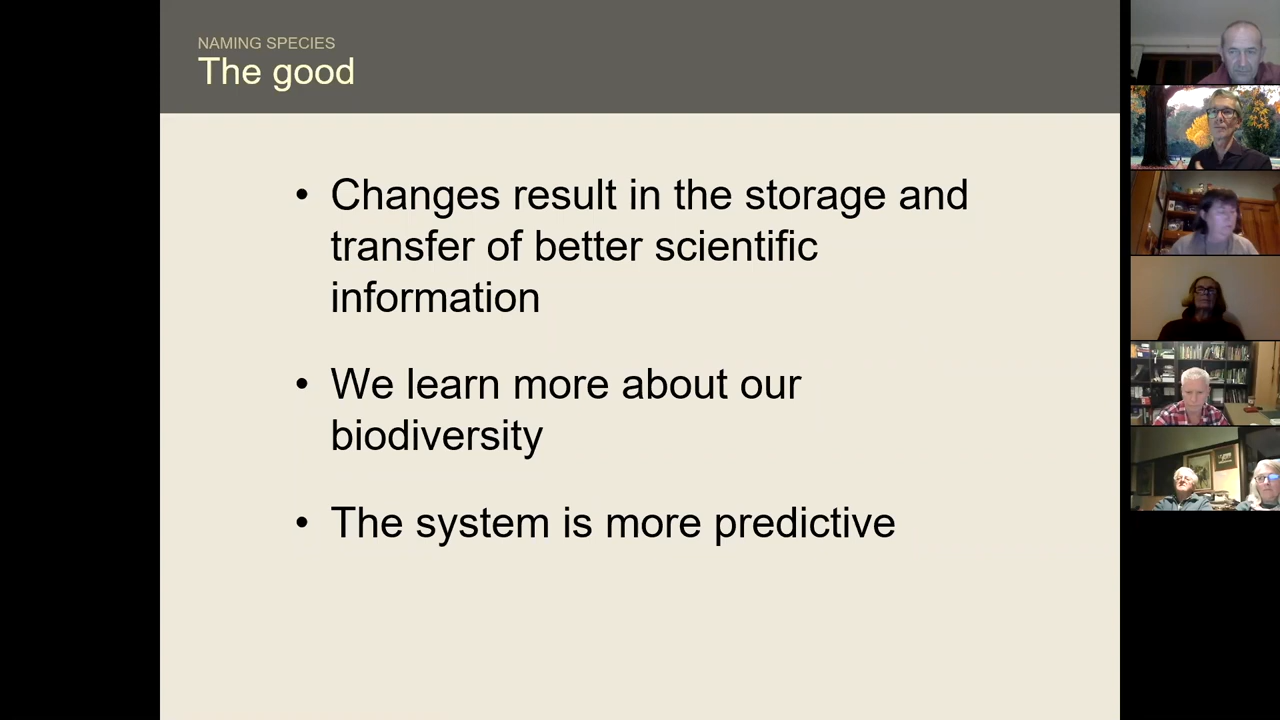 NAMING SPECIES
The good
• Changes result in the storage and
transfer of better scientific
information
• We learn more about our
biodiversity
• The system is more predictive